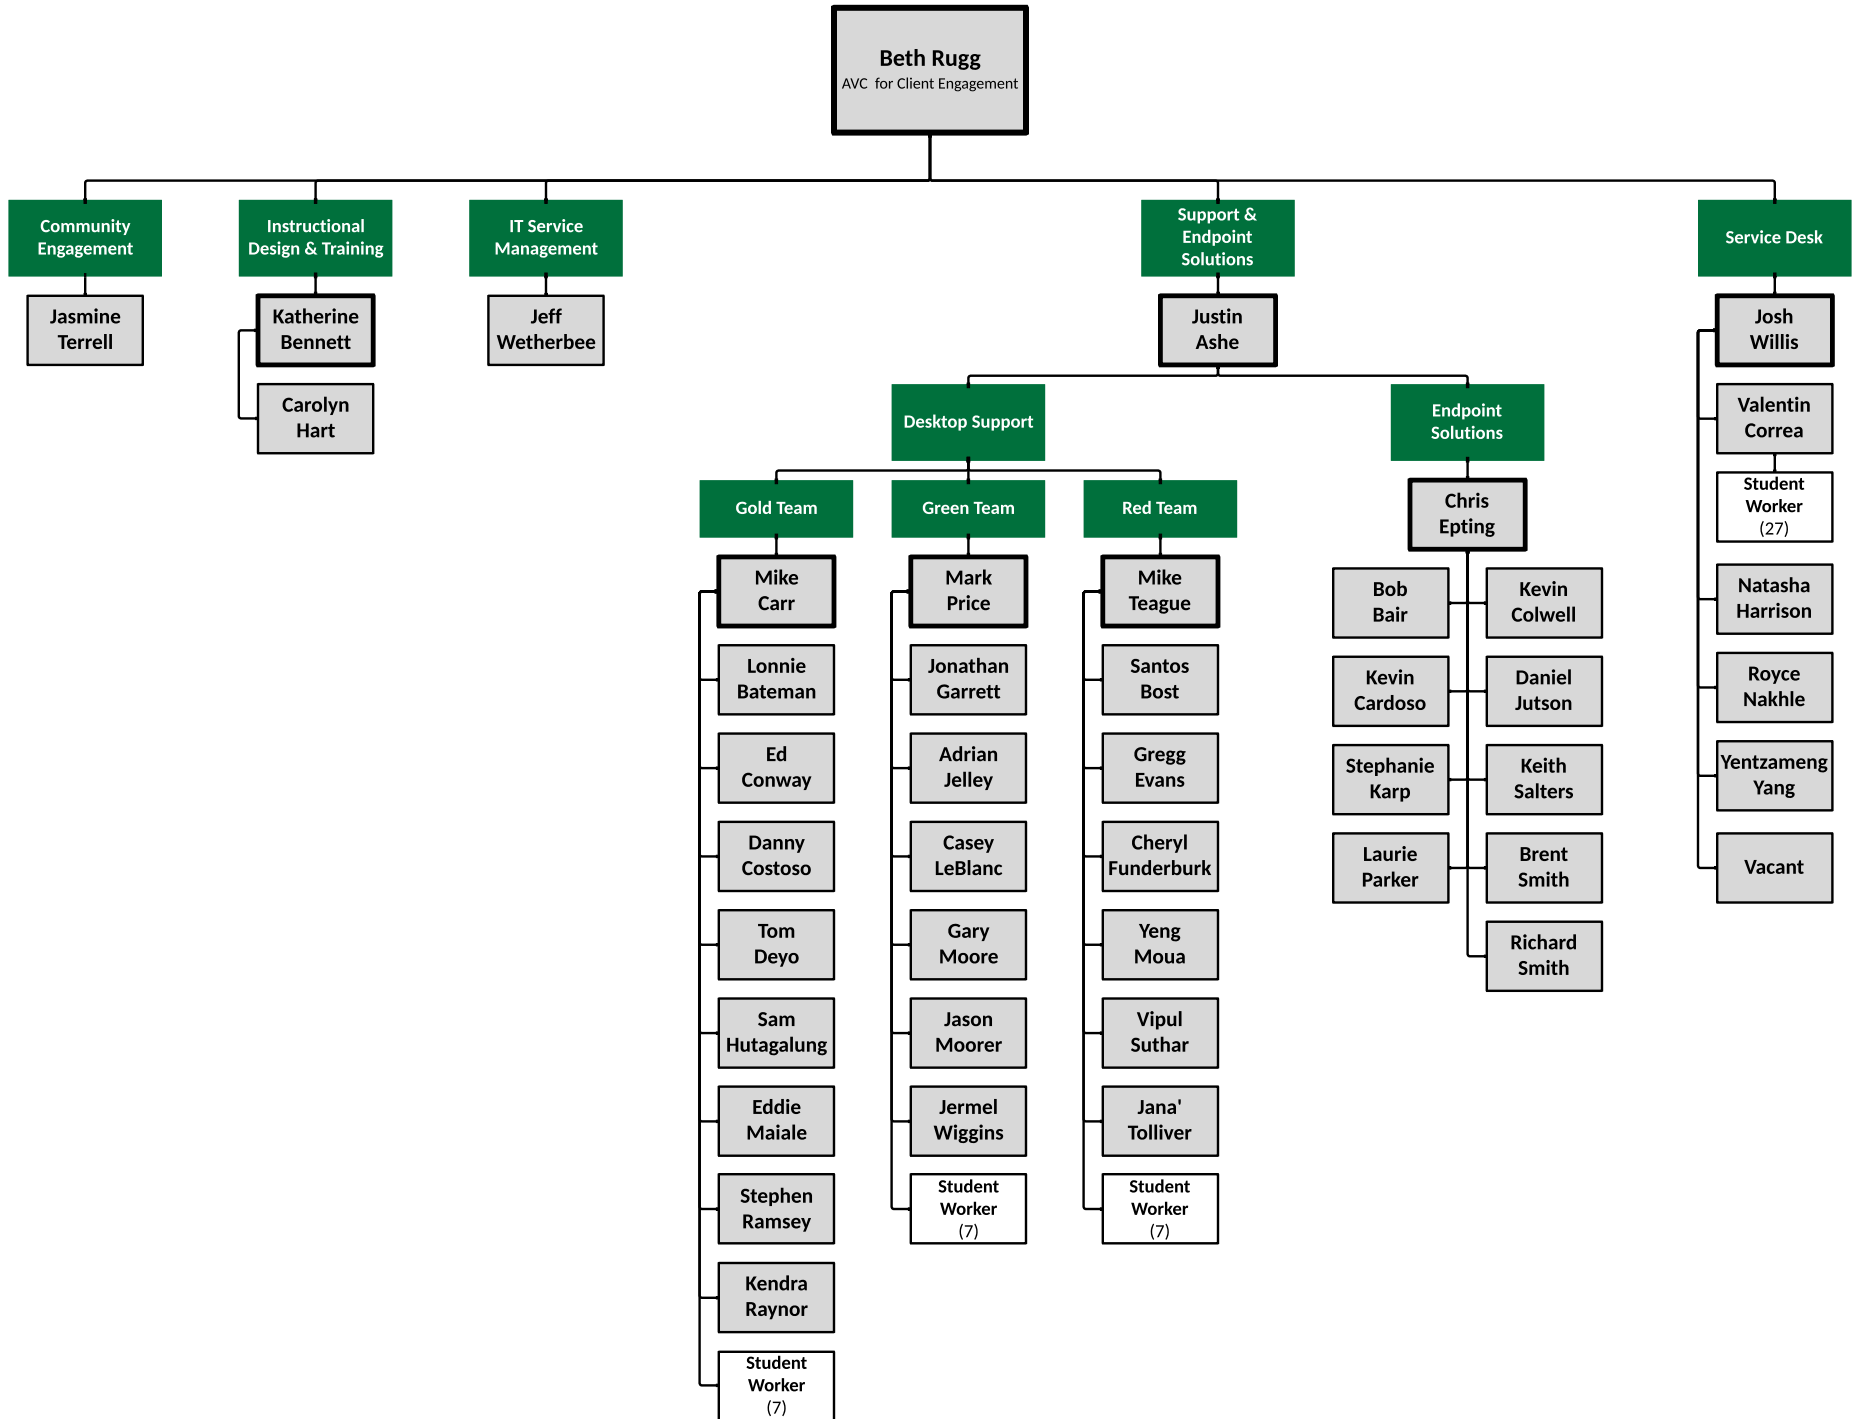 Beth Rugg
AVC for Client Engagement
Community
Engagement
Jasmine
Terrell
Instructional
Design & Training
Katherine
Bennett
Carolyn
Hart
IT Service
Management
Jeff
Wetherbee
Support &
Endpoint
Solutions
Justin
Ashe
Desktop Support
Gold Team
Mike
Carr
Lonnie
Bateman
Ed
Conway
Danny
Costoso
Tom
Deyo
Sam
Hutagalung
Eddie
Maiale
Stephen
Ramsey
Kendra
Raynor
Student
Worker
(7)
Green Team
Mark
Price
Jonathan
Garrett
Adrian
Jelley
Casey
LeBlanc
Gary
Moore
Jason
Moorer
Jermel
Wiggins
Student
Worker
(7)
Red Team
Mike
Teague
Santos
Bost
Gregg
Evans
Cheryl
Funderburk
Yeng
Moua
Vipul
Suthar
Jana'
Tolliver
Student
Worker
(7)
Endpoint
Solutions
Chris
Epting
Bob
Bair
Kevin
Colwell
Kevin
Cardoso
Daniel
Jutson
Stephanie
Karp
Keith
Salters
Laurie
Parker
Brent
Smith
Richard
Smith
Service Desk
Josh
Willis
Valentin
Correa
Student
Worker
(27)
Natasha
Harrison
Royce
Nakhle
Yentzameng
Yang
Vacant